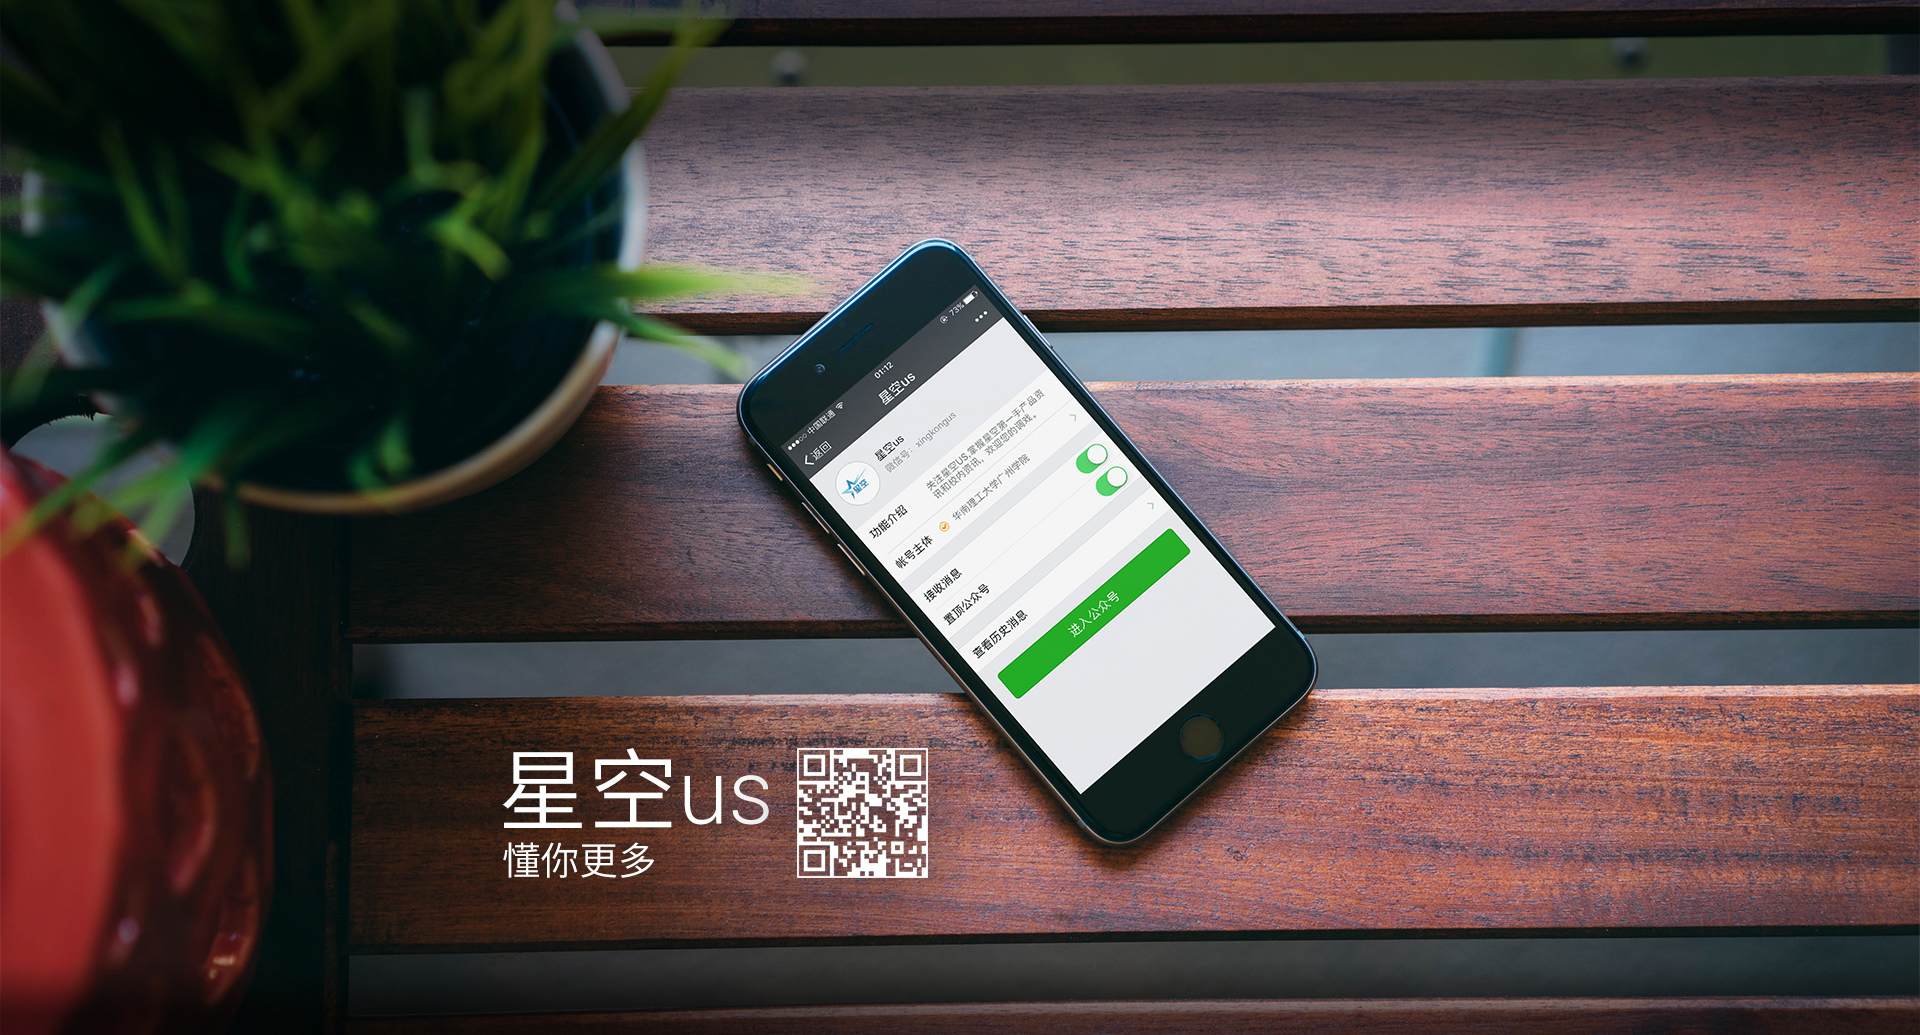 ●●●○○ 中国联通 01:12 73%
返回 星空us •••
星空
星空us
微信号: xingkongus
功能介绍 关注星空US,掌握星空第一手产品资
讯和校内资讯，欢迎您的调戏。
帐号主体 华南理工大学广州学院
接收消息
置顶公众号
查看历史消息
进入公众号
星空us
懂你更多